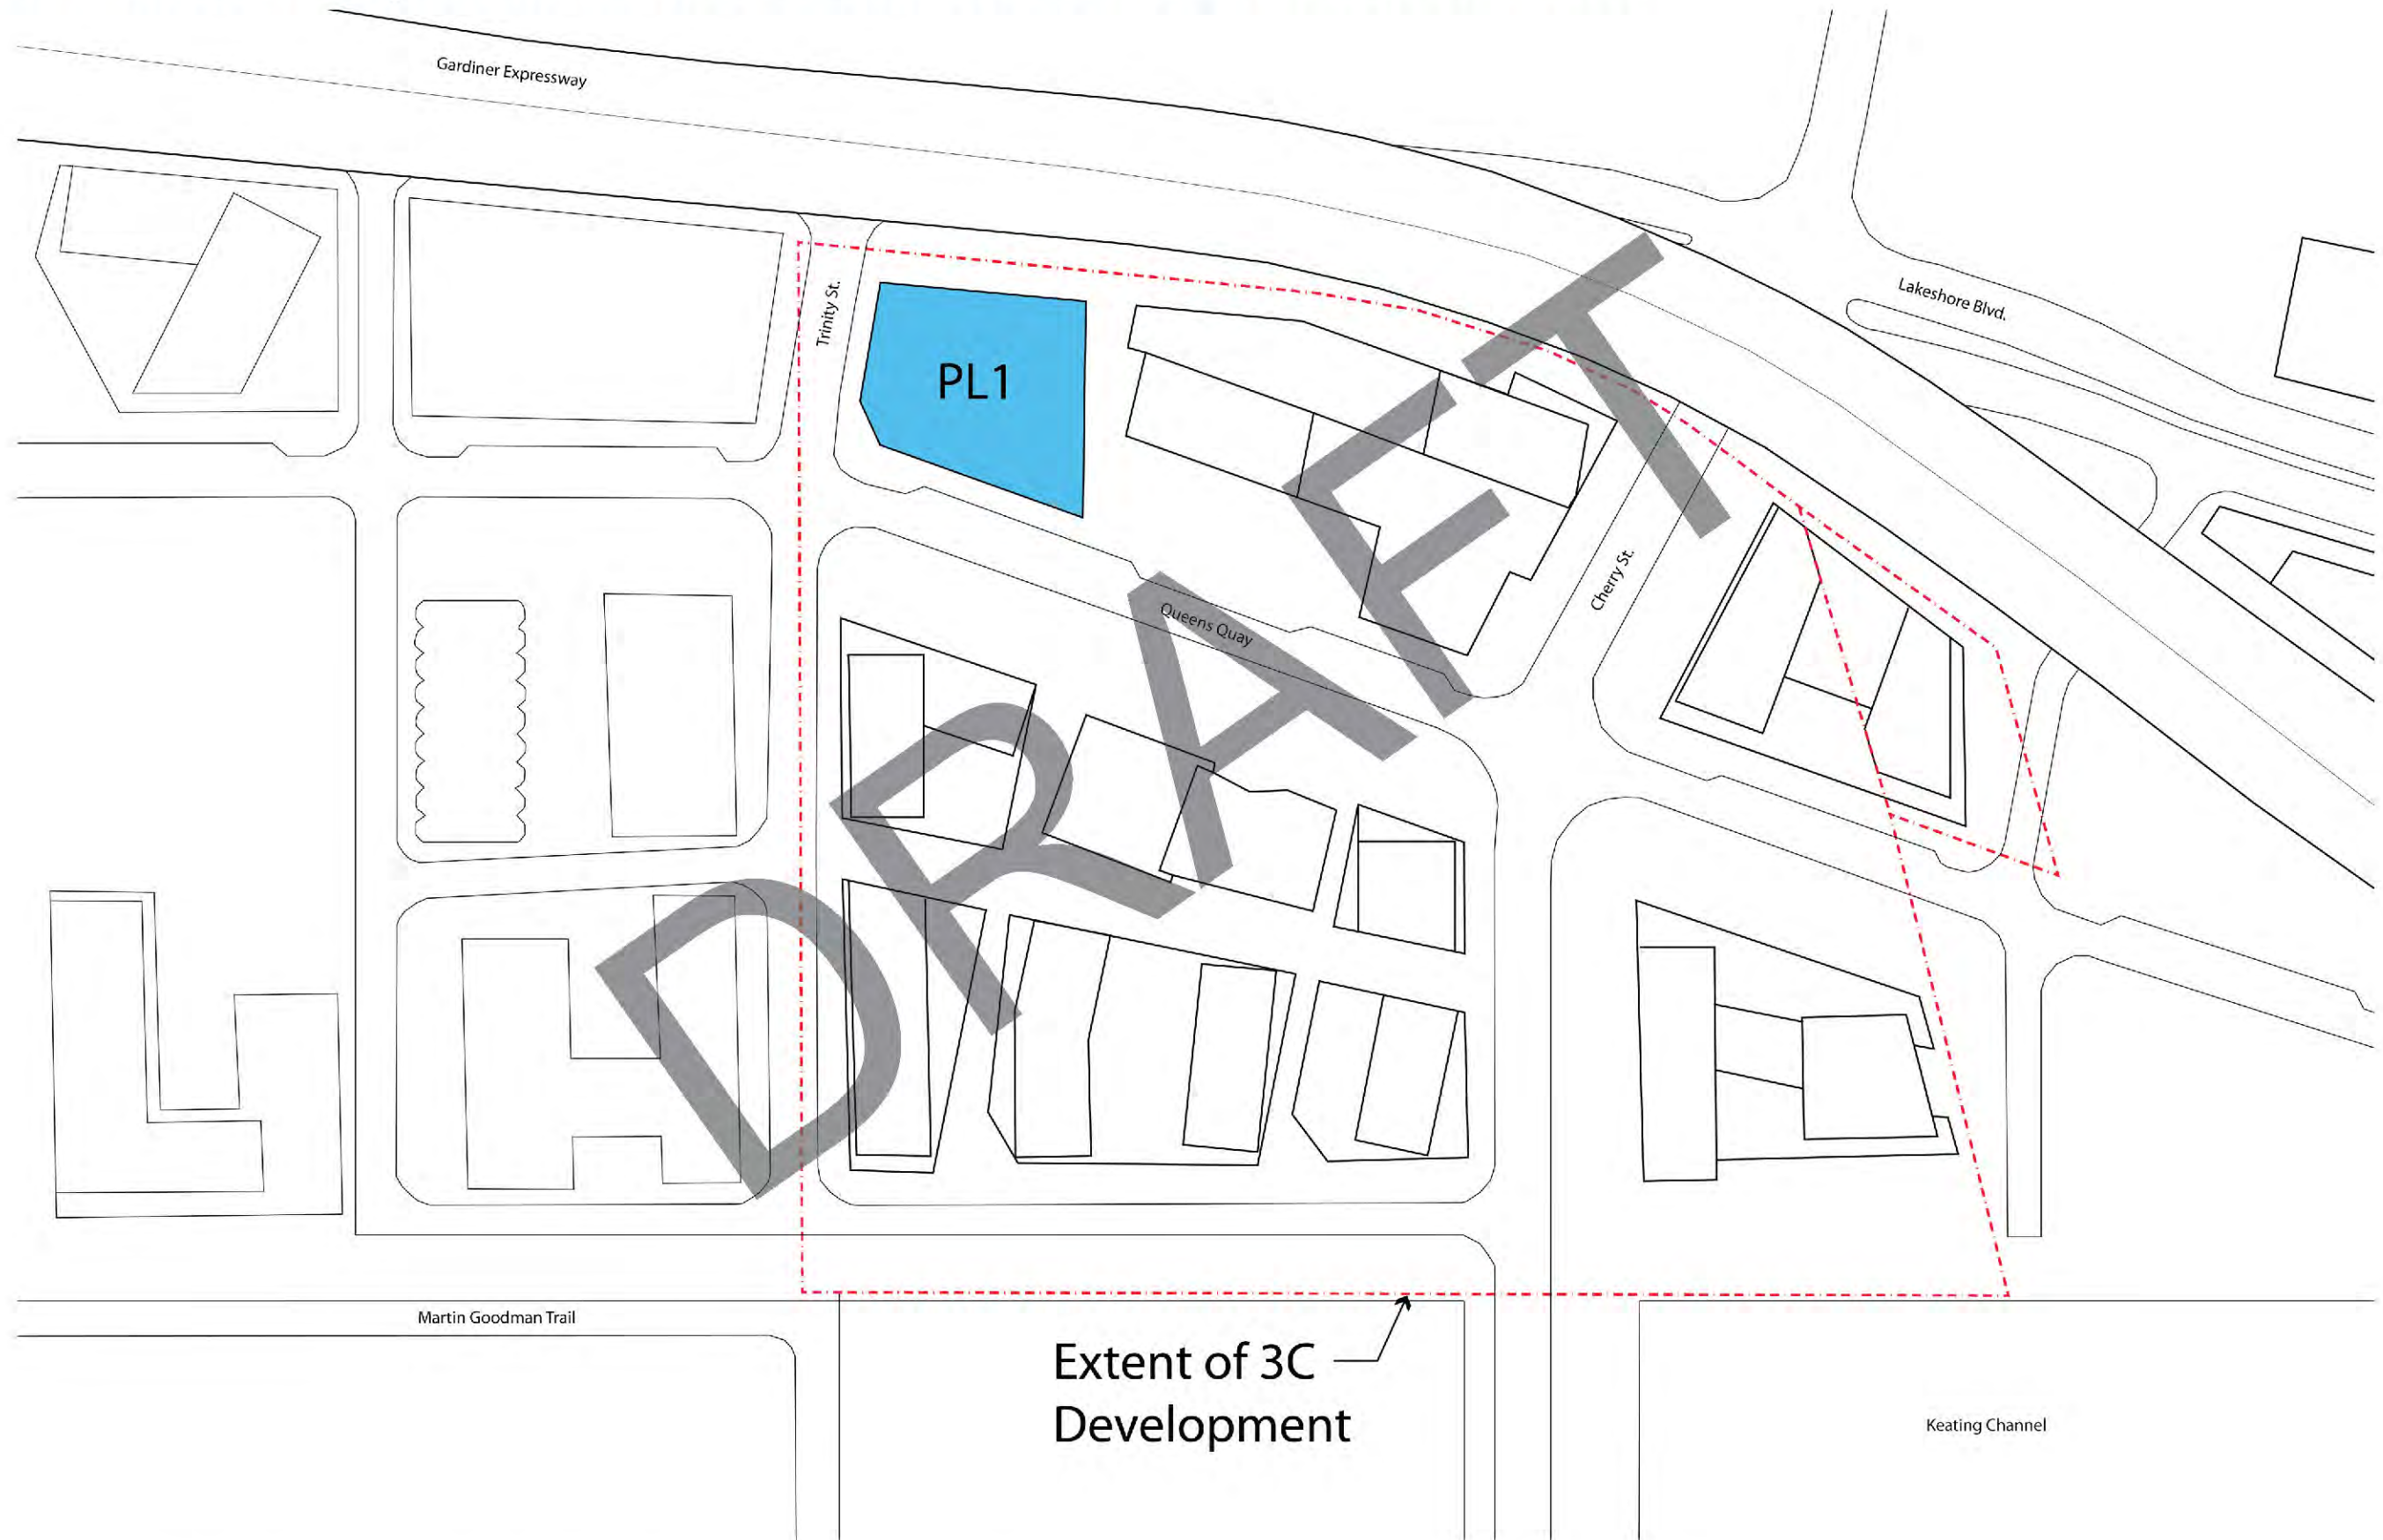 Gardiner Expressway
Lakeshore Blvd.
Trinity St.
PL1
Cherry St.
Queens Quay
DRAFT
Martin Goodman Trail
Extent of 3C
Development
Keating Channel